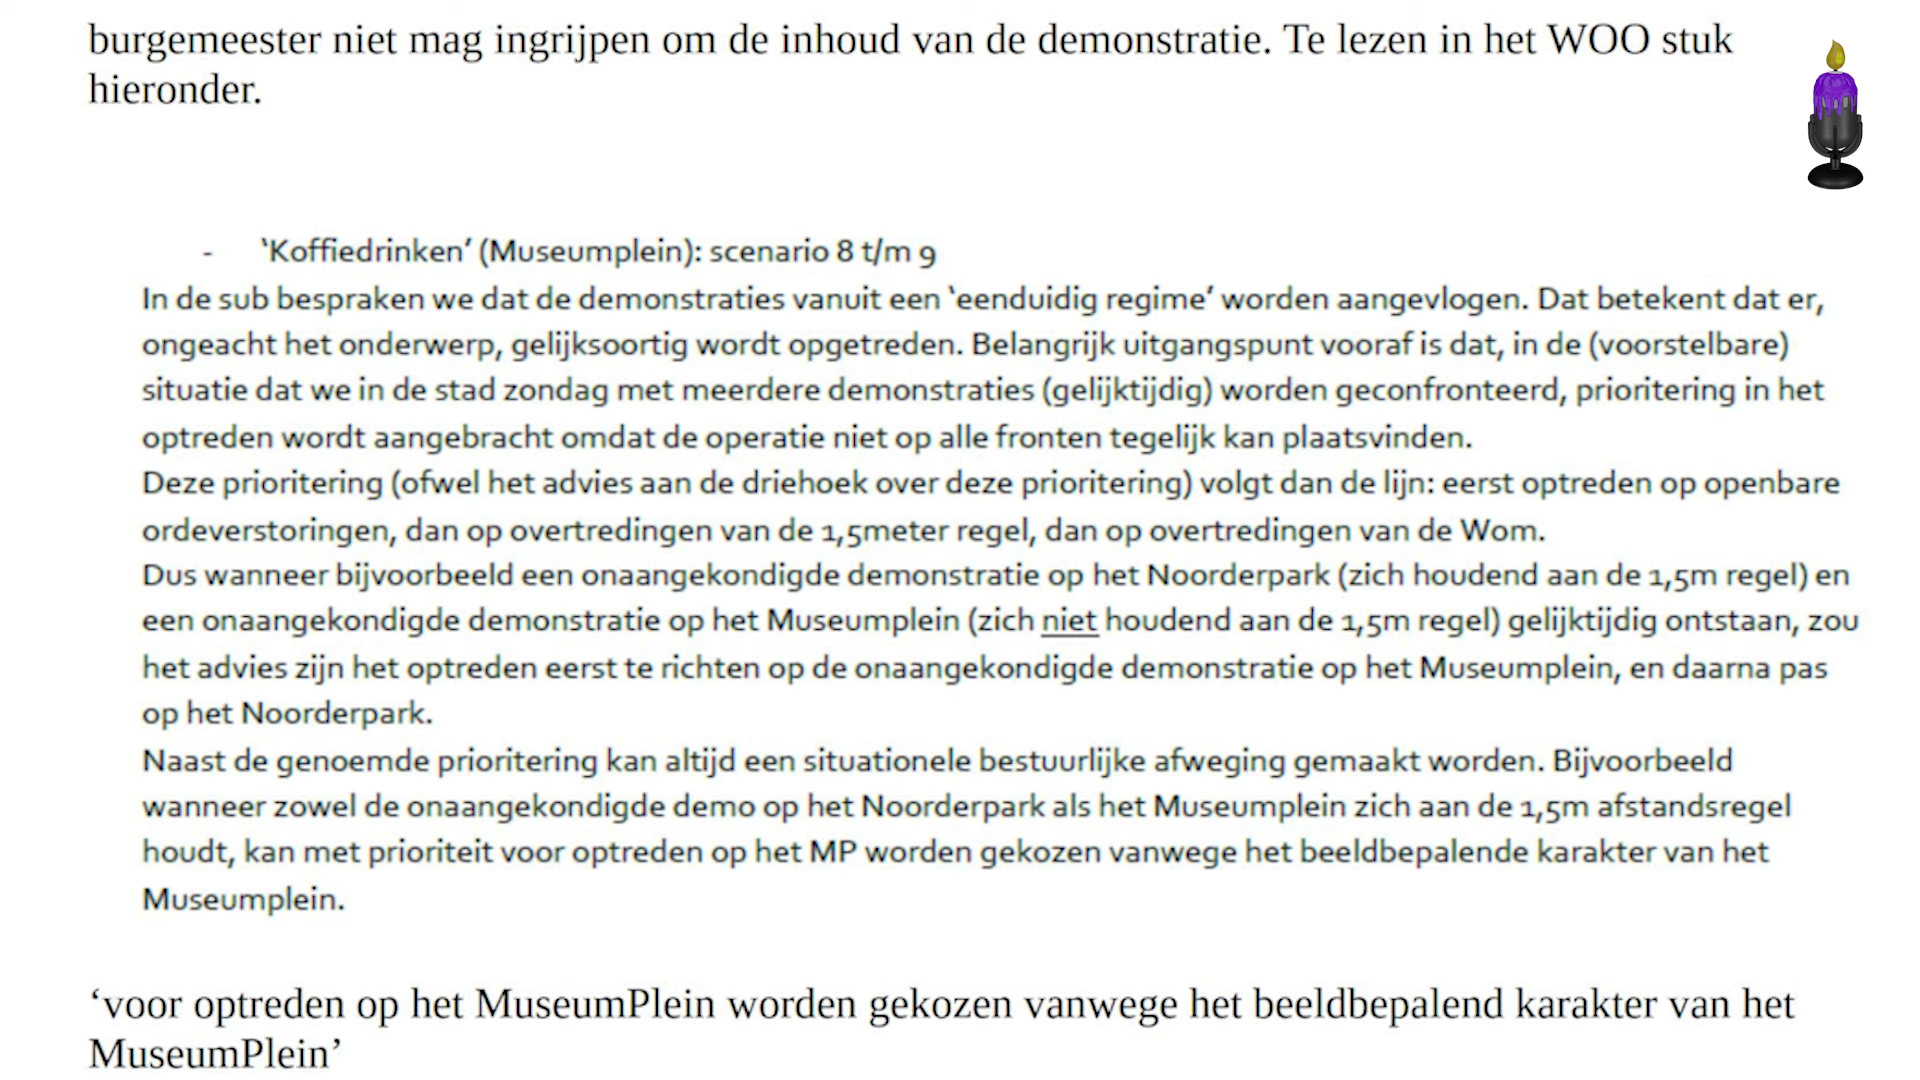 burgemeester niet mag ingrijpen om de inhoud van de demonstratie. Te lezen in het WOO stuk
hieronder.
- ‘Koffiedrinken’ (Museumplein): scenario 8 t/m 9
In de sub bespraken we dat de demonstraties vanuit een ‘eenduidig regime’ worden aangevlogen. Dat betekent dat er,
ongeacht het onderwerp, gelijksoortig wordt opgetreden. Belangrijk uitgangspunt vooraf is dat, in de (voorstelbare)
situatie dat we in de stad zondag met meerdere demonstraties (gelijktijdig) worden geconfronteerd, prioritering in het
optreden wordt aangebracht omdat de operatie niet op alle fronten tegelijk kan plaatsvinden.
Deze prioritering (ofwel het advies aan de driehoek over deze prioritering) volgt dan de lijn: eerst optreden op openbare
ordeverstoringen, dan op overtredingen van de 1,5meter regel, dan op overtredingen van de Wom.
Dus wanneer bijvoorbeeld een onaangekondigde demonstratie op het Noorderpark (zich houdend aan de 1,5m regel) en
een onaangekondigde demonstratie op het Museumplein (zich niet houdend aan de 1,5m regel) gelijktijdig ontstaan, zou
het advies zijn het optreden eerst te richten op de onaangekondigde demonstratie op het Museumplein, en daarna pas
op het Noorderpark.
Naast de genoemde prioritering kan altijd een situationele bestuurlijke afweging gemaakt worden. Bijvoorbeeld
wanneer zowel de onaangekondigde demo op het Noorderpark als het Museumplein zich aan de 1,5m afstandsregel
houdt, kan met prioriteit voor optreden op het MP worden gekozen vanwege het beeldbepalende karakter van het
Museumplein.
‘voor optreden op het MuseumPlein worden gekozen vanwege het beeldbepalend karakter van het
MuseumPlein’